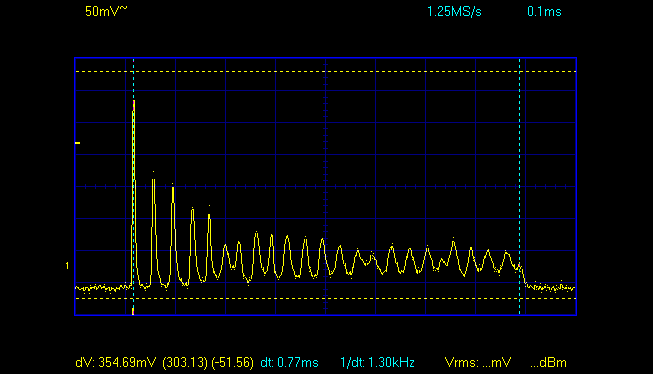 50mV~ 1.25MS/s 0.1ms
1
dV: 354.69mV (303.13) (-51.56) dt: 0.77ms 1/dt: 1.30kHz Vrms: ...mV ...dBm